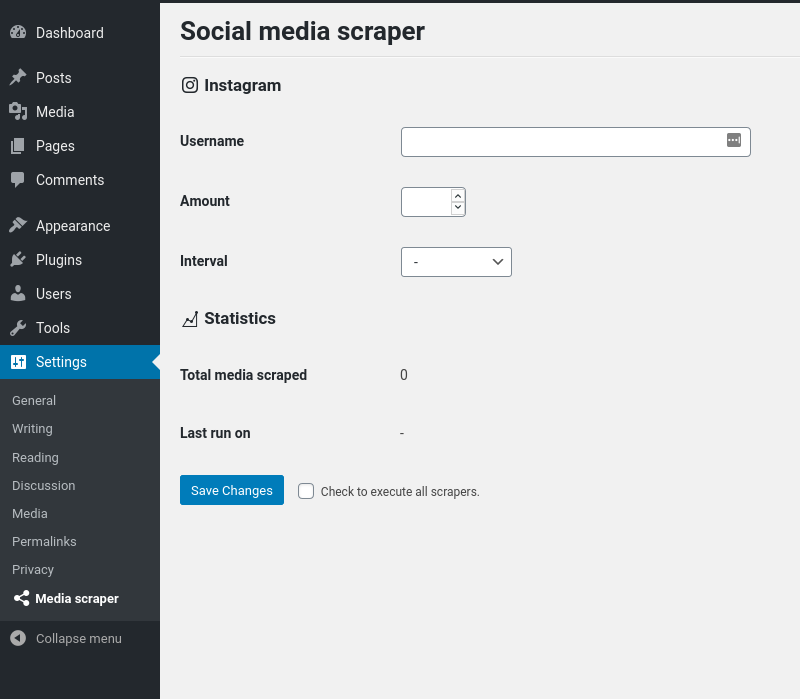 Dashboard
Posts
Media
Pages
Comments
Appearance
Plugins
Users
Tools
Settings
General
Writing
Reading
Discussion
Media
Permalinks
Privacy
Media scraper
Collapse menu
Social media scraper
Instagram
Username
Amount
Interval -
Statistics
Total media scraped 0
Last run on -
Save Changes Check to execute all scrapers.